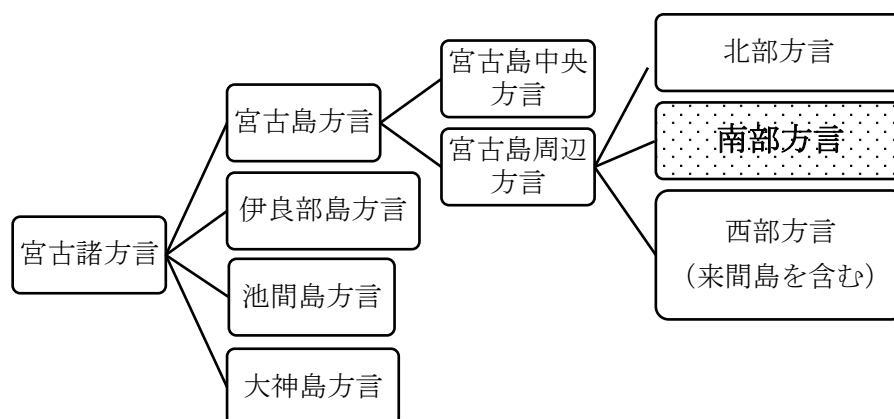 宮古諸方言
宮古島方言
伊良部島方言
池間島方言
大神島方言
宮古島中央
方言
宮古島周辺
方言
北部方言
南部方言
西部方言
（来間島を含む）